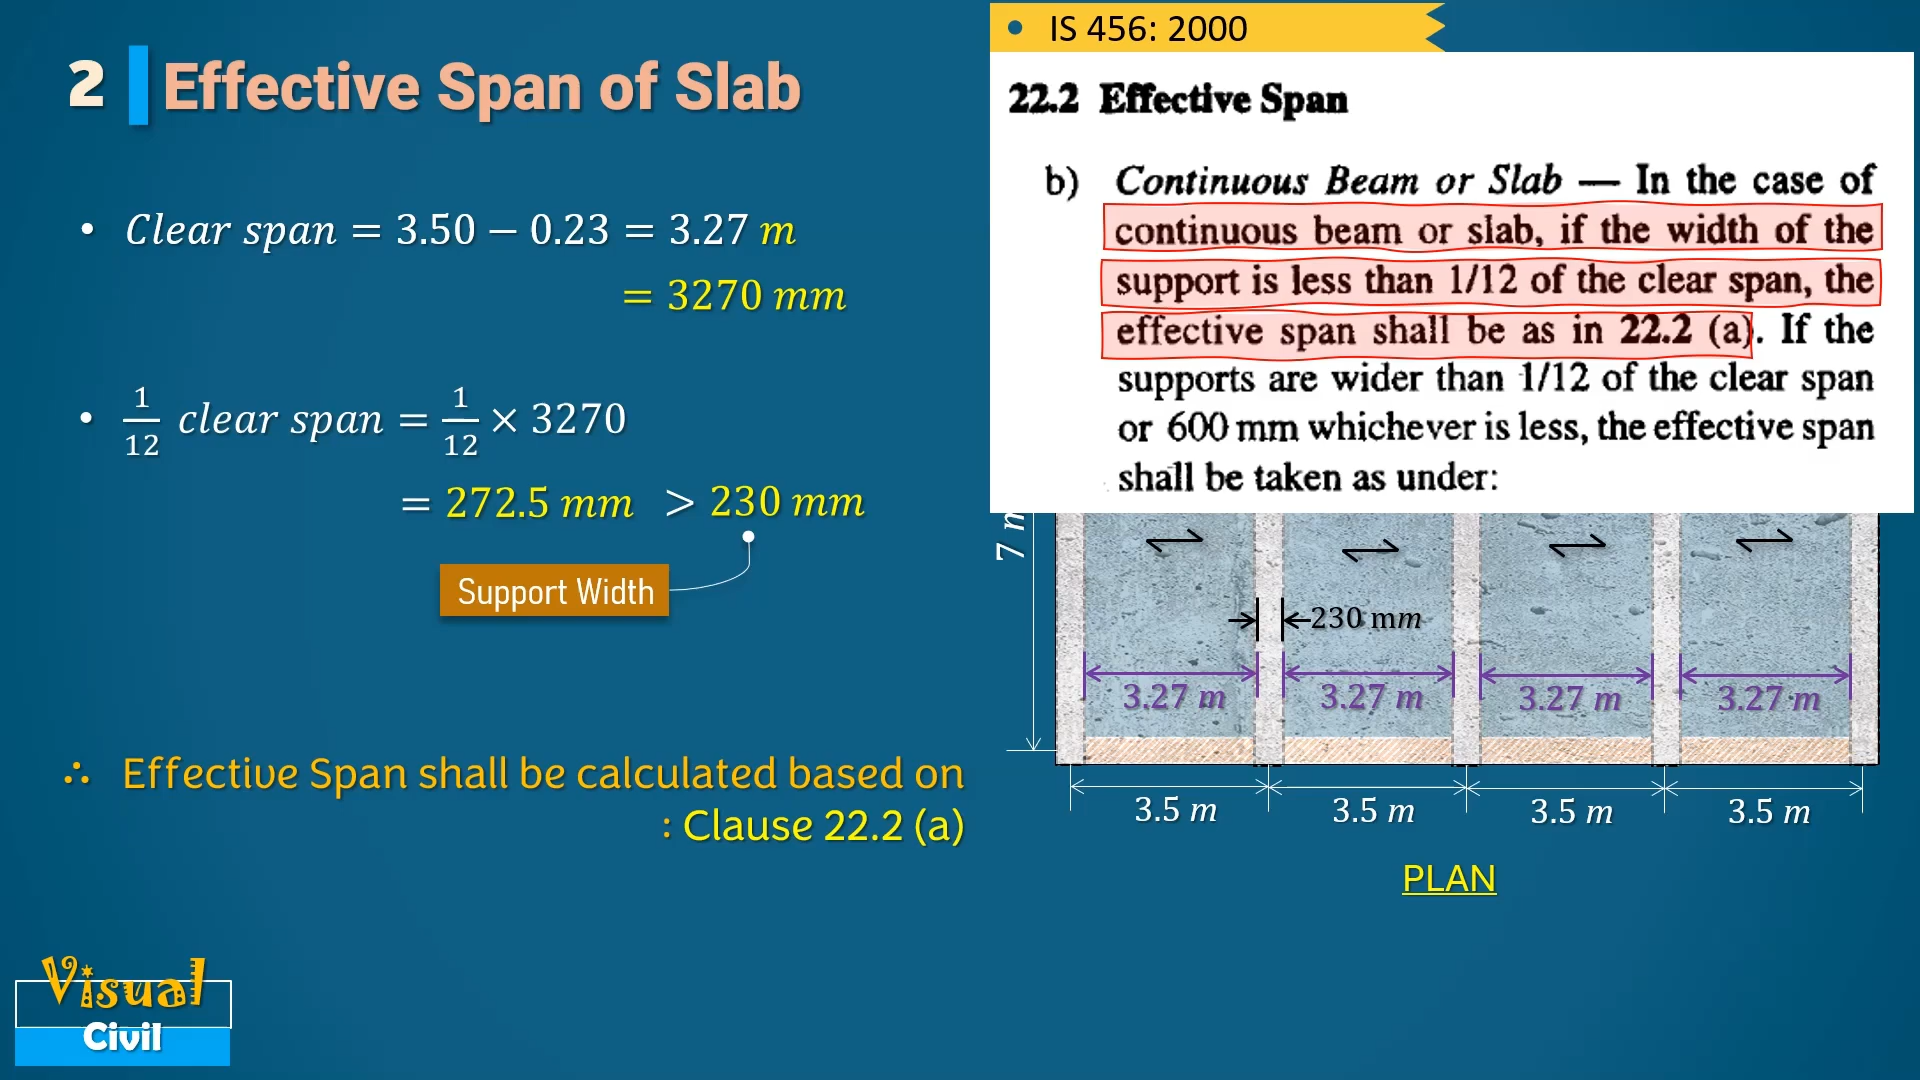 2 Effective Span of Slab
• Clear span = 3.50 − 0.23 = 3.27 m
= 3270 mm
• 1/12 clear span = 1/12 × 3270
= 272.5 mm > 230 mm
Support Width
∴ Effective Span shall be calculated based on
: Clause 22.2 (a)
Visual
Civil
• IS 456: 2000
22.2 Effective Span
b) Continuous Beam or Slab — In the case of
continuous beam or slab, if the width of the
support is less than 1/12 of the clear span, the
effective span shall be as in 22.2 (a). If the
supports are wider than 1/12 of the clear span
or 600 mm whichever is less, the effective span
shall be taken as under:
7
230 mm
3.27 m 3.27 m 3.27 m 3.27 m
3.5 m 3.5 m 3.5 m 3.5 m
PLAN